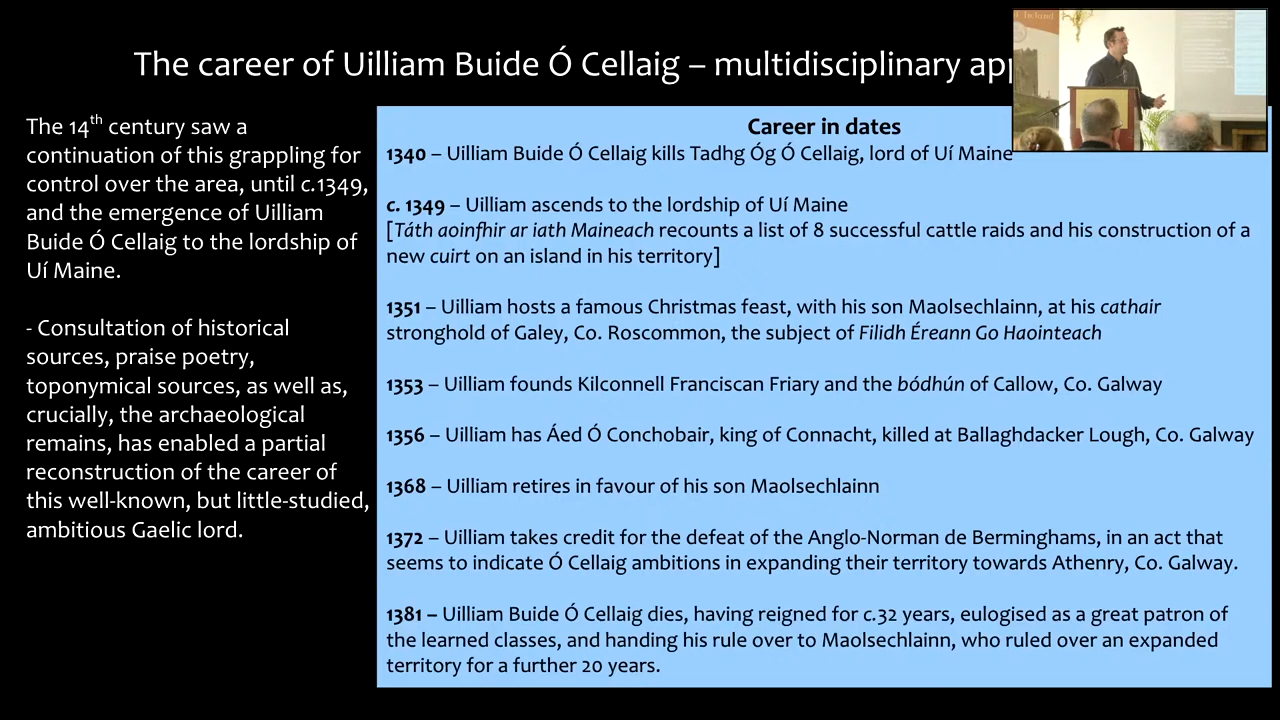 The career of Uilliam Buide Ó Cellaig – multidisciplinary
The 14th century saw a
continuation of this grappling for
control over the area, until c.1349,
and the emergence of Uilliam
Buide Ó Cellaig to the lordship of
Uí Maine.
- Consultation of historical
sources, praise poetry,
toponymical sources, as well as,
crucially, the archaeological
remains, has enabled a partial
reconstruction of the career of
this well-known, but little-studied,
ambitious Gaelic lord.
Career in dates
1340 – Uilliam Buide Ó Cellaig kills Tadhg Óg Ó Cellaig, lord of Uí Maine
c. 1349 – Uilliam ascends to the lordship of Uí Maine
[Táth aoinfhir ar iath Maineach recounts a list of 8 successful cattle raids and his construction of a
new cuirt on an island in his territory]
1351 – Uilliam hosts a famous Christmas feast, with his son Maolsechlainn, at his cathair
stronghold of Galey, Co. Roscommon, the subject of Filidh Éreann Go Haointeach
1353 – Uilliam founds Kilconnell Franciscan Friary and the bódhún of Callow, Co. Galway
1356 – Uilliam has Áed Ó Conchobair, king of Connacht, killed at Ballaghdacker Lough, Co. Galway
1368 – Uilliam retires in favour of his son Maolsechlainn
1372 – Uilliam takes credit for the defeat of the Anglo-Norman de Berminghams, in an act that
seems to indicate Ó Cellaig ambitions in expanding their territory towards Athenry, Co. Galway.
1381 – Uilliam Buide Ó Cellaig dies, having reigned for c.32 years, eulogised as a great patron of
the learned classes, and handing his rule over to Maolsechlainn, who ruled over an expanded
territory for a further 20 years.